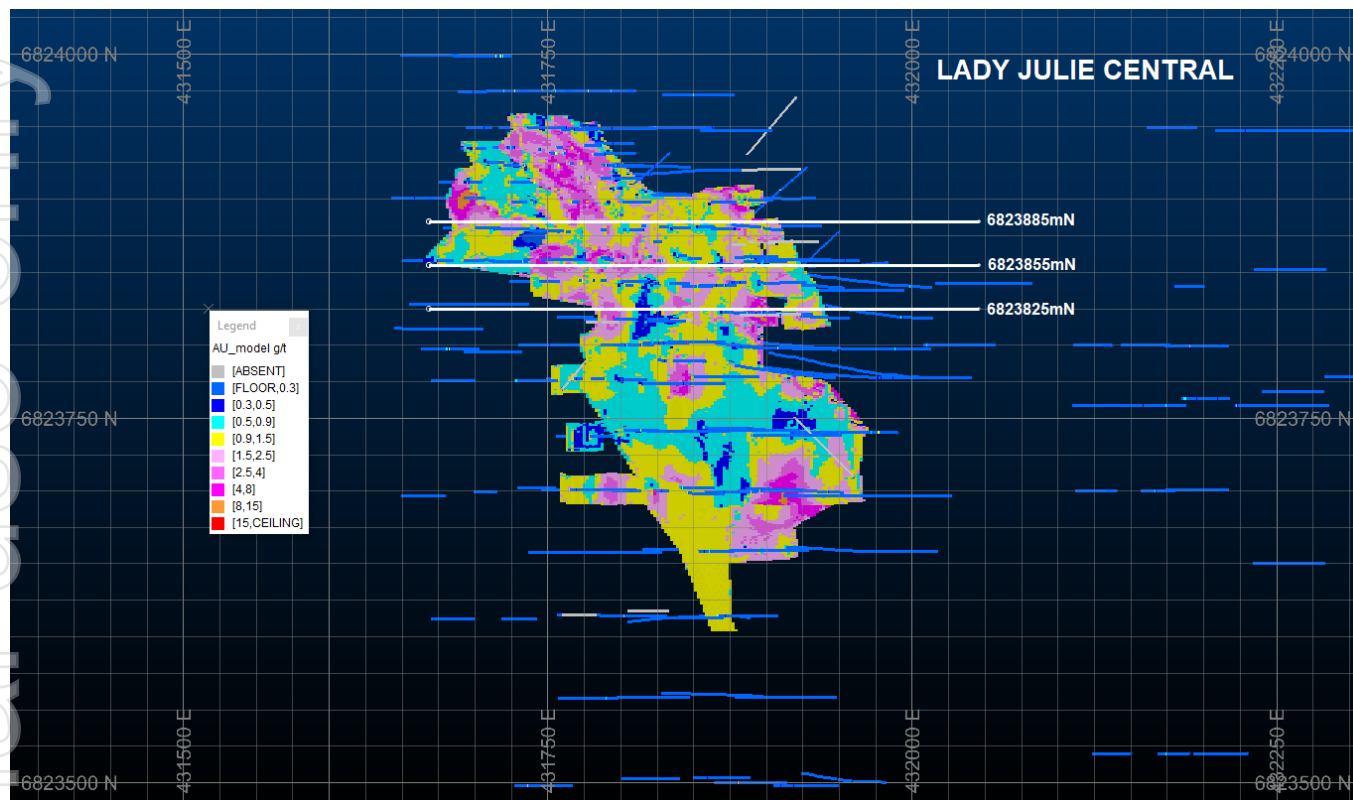 431500 E
431750 E
432000 E
432250 E
6824000 N
6824000 N
LADY JULIE CENTRAL
6823885mN
6823855mN
6823825mN
Legend
AU_model g/t
[ABSENT]
[FLOOR,0.3]
[0.3,0.5]
[0.5,0.9]
[0.9,1.5]
[1.5,2.5]
[2.5,4]
[4,8]
[8,15]
[15,CEILING]
6823750 N
6823750 N
431500 E
431750 E
432000 E
432250 E
6823500 N
6823500 N